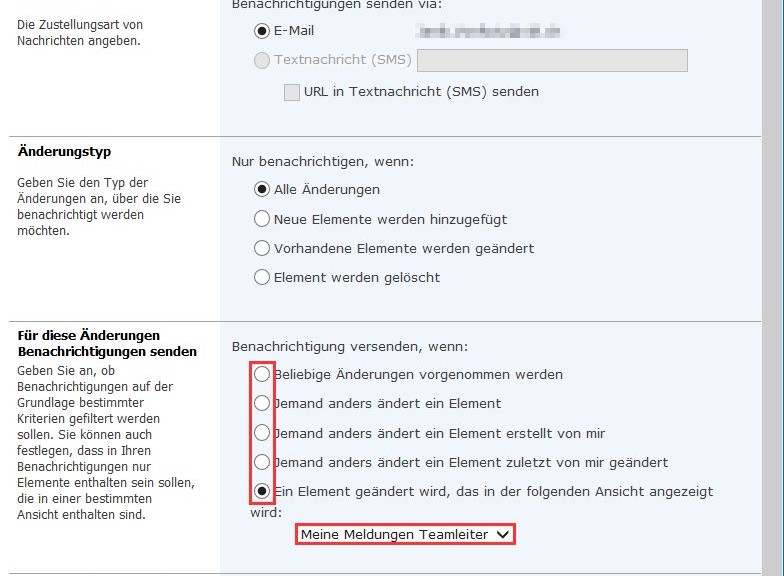 Benachrichtigungen senden via:
Die Zustellungsart von
Nachrichten angeben.
E-Mail
Textnachricht (SMS)
URL in Textnachricht (SMS) senden
Änderungstyp
Geben Sie den Typ der
Änderungen an, über die Sie
benachrichtigt werden
möchten.
Nur benachrichtigen, wenn:
Alle Änderungen
Neue Elemente werden hinzugefügt
Vorhandene Elemente werden geändert
Element werden gelöscht
Für diese Änderungen
Benachrichtigungen senden
Geben Sie an, ob
Benachrichtigungen auf der
Grundlage bestimmter
Kriterien gefiltert werden
sollen. Sie können auch
festlegen, dass in Ihren
Benachrichtigungen nur
Elemente enthalten sein sollen,
die in einer bestimmten
Ansicht enthalten sind.
Benachrichtigung versenden, wenn:
Beliebige Änderungen vorgenommen werden
Jemand anders ändert ein Element
Jemand anders ändert ein Element erstellt von mir
Jemand anders ändert ein Element zuletzt von mir geändert
Ein Element geändert wird, das in der folgenden Ansicht angezeigt
wird:
Meine Meldungen Teamleiter